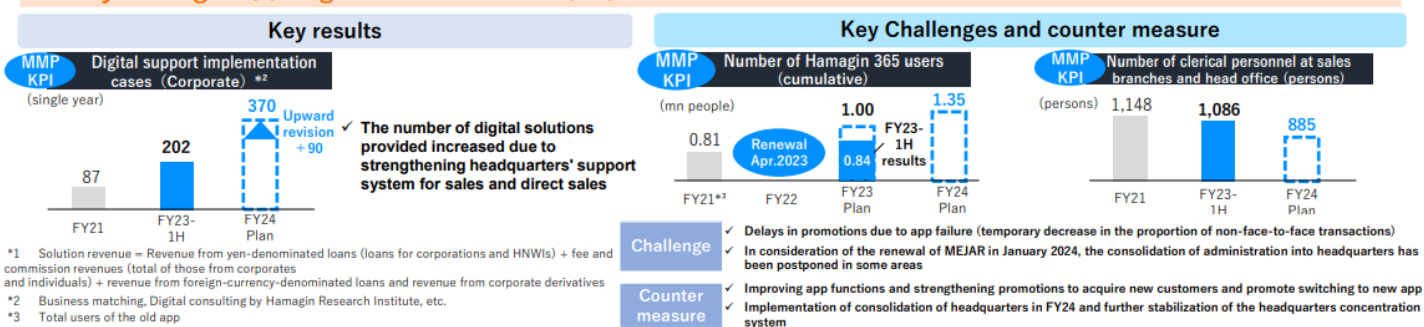 Key results
MMP
KPI
Digital support implementation
cases（Corporate）*2
(single year)
87
202
370
Upward
revision
+90
FY21
FY23-
1H
FY24
Plan
✓ The number of digital solutions
provided increased due to
strengthening headquarters' support
system for sales and direct sales
*1 Solution revenue = Revenue from yen-denominated loans (loans for corporations and HNWIs) + fee and
commission revenues (total of those from corporates
and individuals) + revenue from foreign-currency-denominated loans and revenue from corporate derivatives
*2 Business matching, Digital consulting by Hamagin Research Institute, etc.
*3 Total users of the old app
Key Challenges and counter measure
MMP
KPI
Number of Hamagin 365 users
(cumulative)
(mn people)
0.81
Renewal
Apr.2023
1.00
0.84
FY23-
1H
results
1.35
FY21*3
FY22
FY23
Plan
FY24
Plan
MMP
KPI
Number of clerical personnel at sales
branches and head office (persons)
(persons)
1,148
1,086
885
FY21
FY23-
1H
FY24
Plan
Challenge
✓ Delays in promotions due to app failure (temporary decrease in the proportion of non-face-to-face transactions)
✓ In consideration of the renewal of MEJAR in January 2024, the consolidation of administration into headquarters has
been postponed in some areas
Counter
measure
✓ Improving app functions and strengthening promotions to acquire new customers and promote switching to new app
✓ Implementation of consolidation of headquarters in FY24 and further stabilization of the headquarters concentration
system